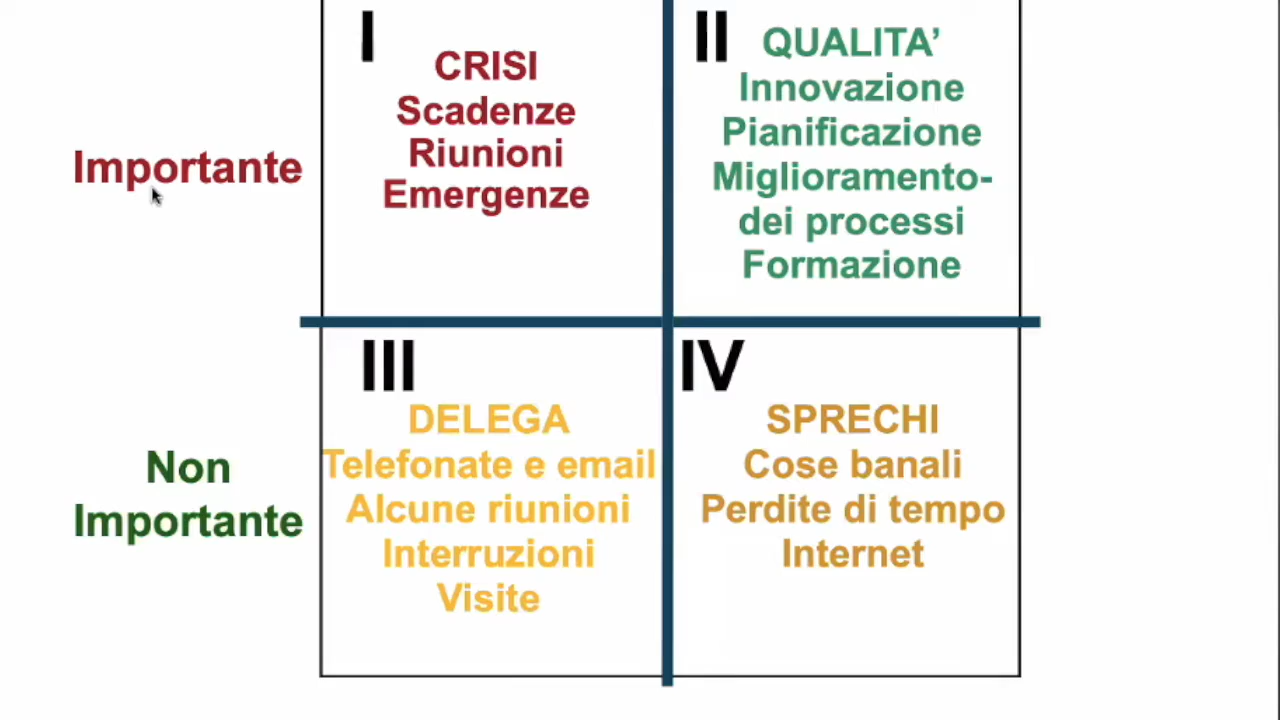 I
CRISI
Scadenze
Riunioni
Emergenze
II
QUALITA’
Innovazione
Pianificazione
Miglioramento-
dei processi
Formazione
Importante
III
DELEGA
Telefonate e email
Alcune riunioni
Interruzioni
Visite
IV
SPRECHI
Cose banali
Perdite di tempo
Internet
Non
Importante